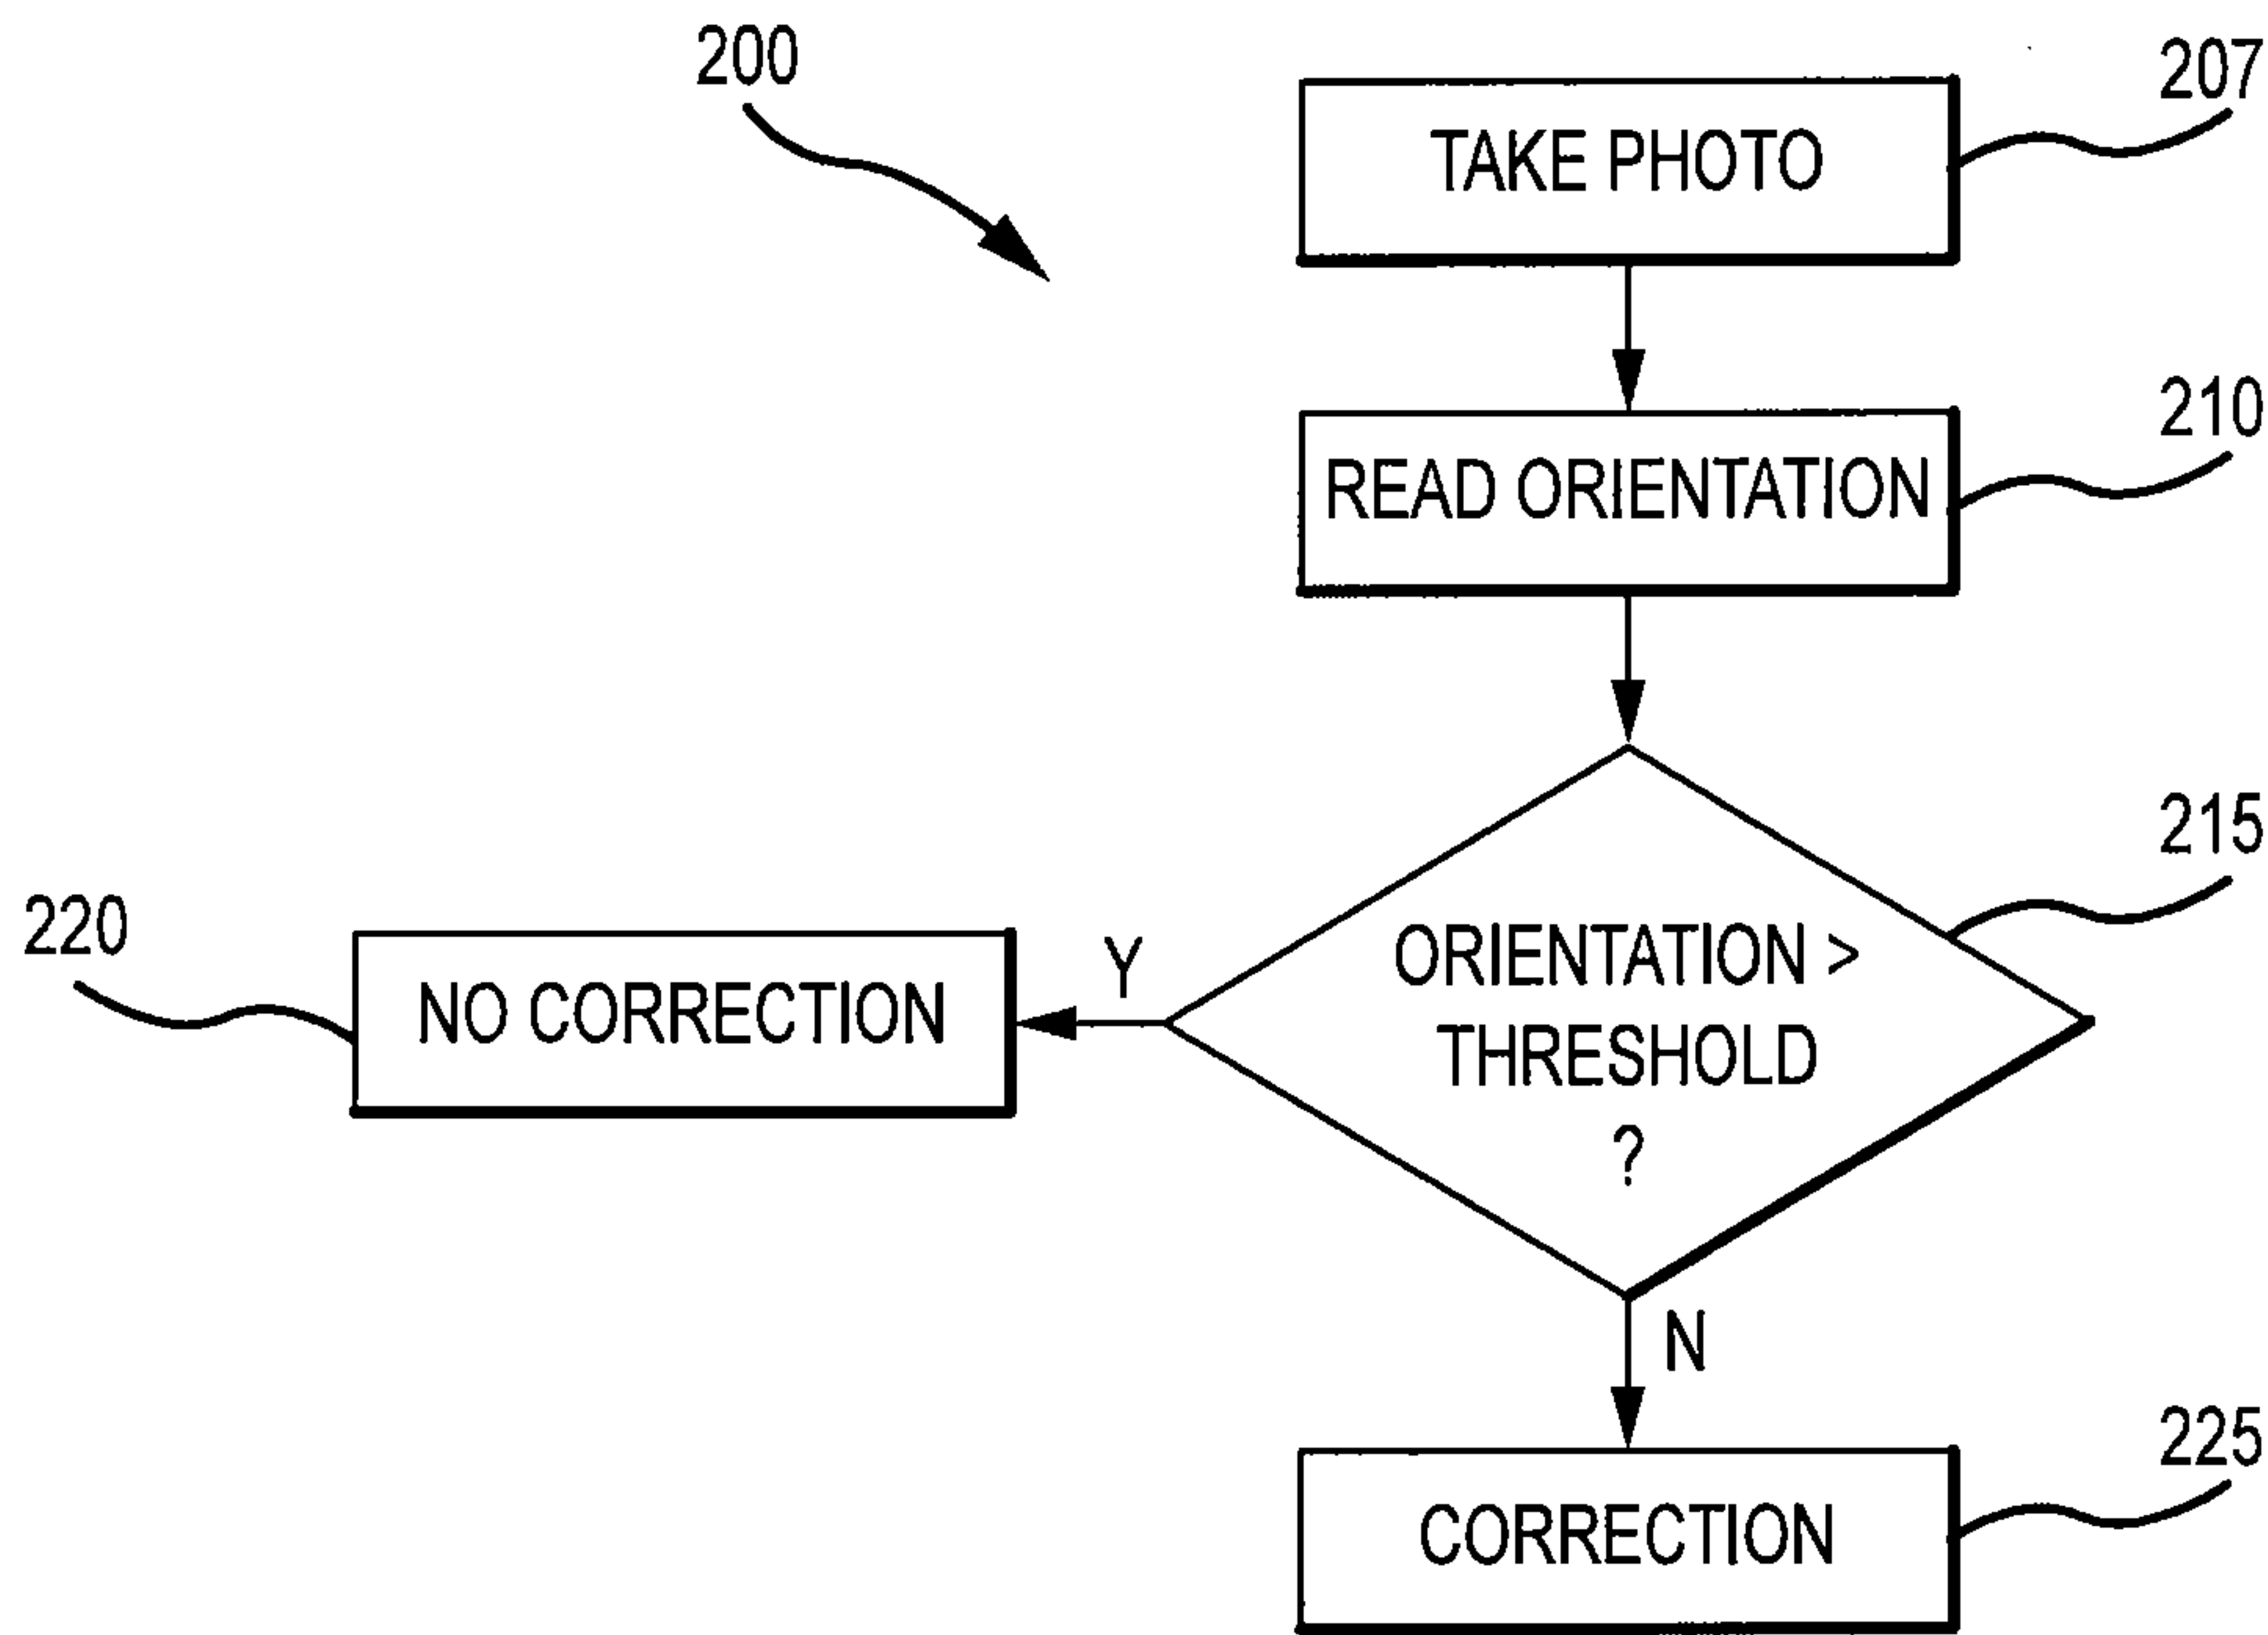 200
207
TAKE PHOTO
210
READ ORIENTATION
215
ORIENTATION >
THRESHOLD
?
220
NO CORRECTION
Y
N
225
CORRECTION